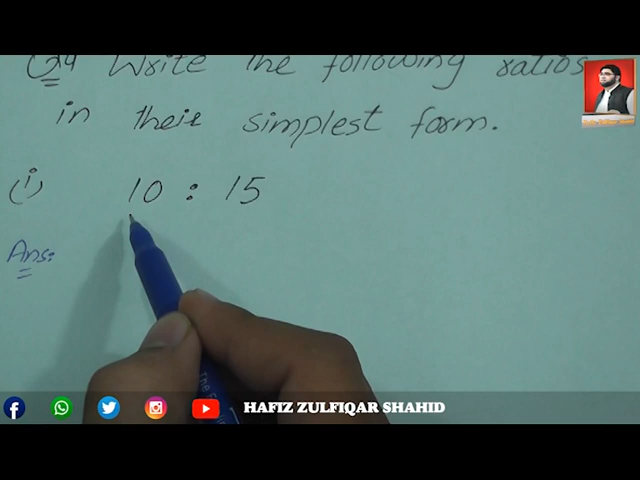 Q4 Write the following ratios
in their simplest form.
(i) 10 : 15
Ans:
HAFIZ ZULFIQAR SHAHID